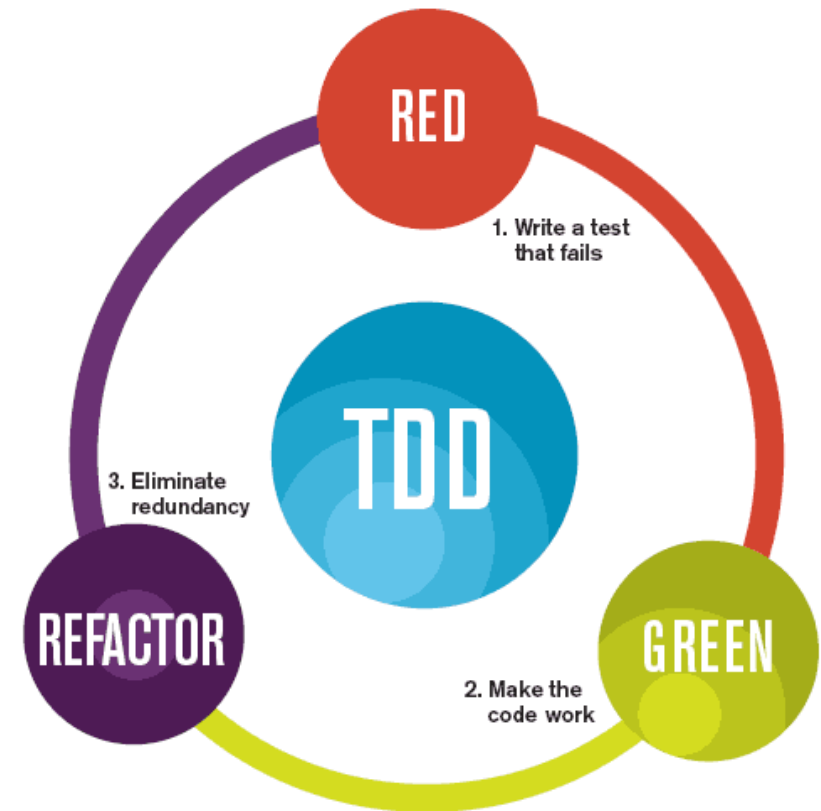 RED
1. Write a test
that fails
TDD
3. Eliminate
redundancy
REFACTOR
GREEN
2. Make the
code work